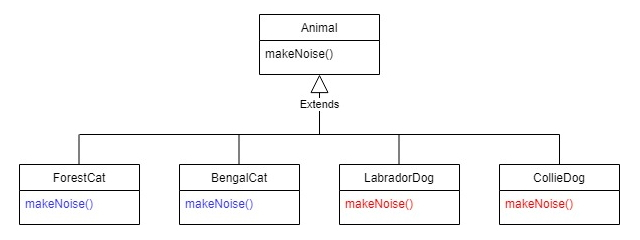 Animal
makeNoise()
Extends
ForestCat
BengalCat
LabradorDog
CollieDog
makeNoise()
makeNoise()
makeNoise()
makeNoise()